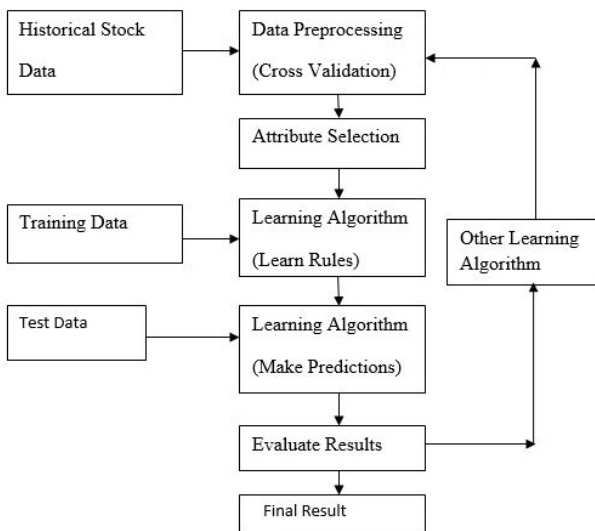 Historical Stock
Data
Data Preprocessing
(Cross Validation)
Attribute Selection
Training Data
Learning Algorithm
(Learn Rules)
Other Learning
Algorithm
Test Data
Learning Algorithm
(Make Predictions)
Evaluate Results
Final Result